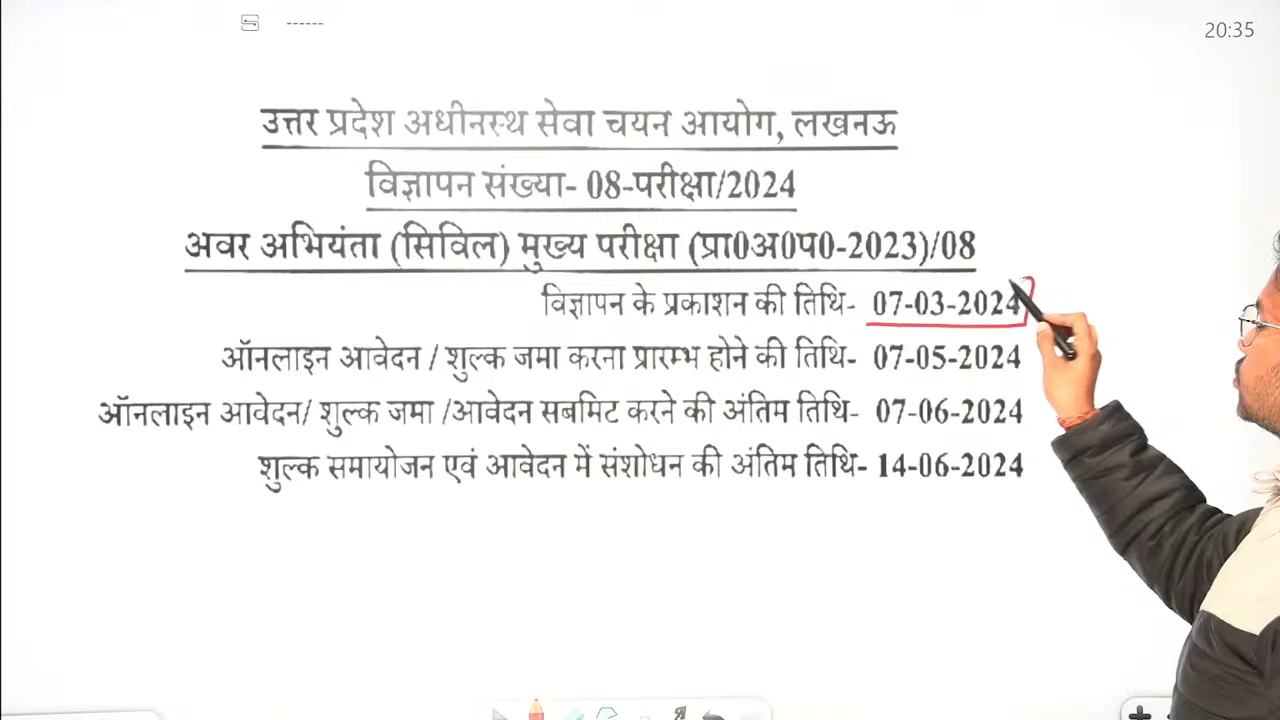 20:35
उत्तर प्रदेश अधीनस्थ सेवा चयन आयोग, लखनऊ
विज्ञापन संख्या- 08-परीक्षा/2024
अवर अभियंता (सिविल) मुख्य परीक्षा (प्रा0अ0प0-2023)/08
विज्ञापन के प्रकाशन की तिथि- 07-03-2024
ऑनलाइन आवेदन / शुल्क जमा करना प्रारम्भ होने की तिथि- 07-05-2024
ऑनलाइन आवेदन/ शुल्क जमा /आवेदन सबमिट करने की अंतिम तिथि- 07-06-2024
शुल्क समायोजन एवं आवेदन में संशोधन की अंतिम तिथि- 14-06-2024